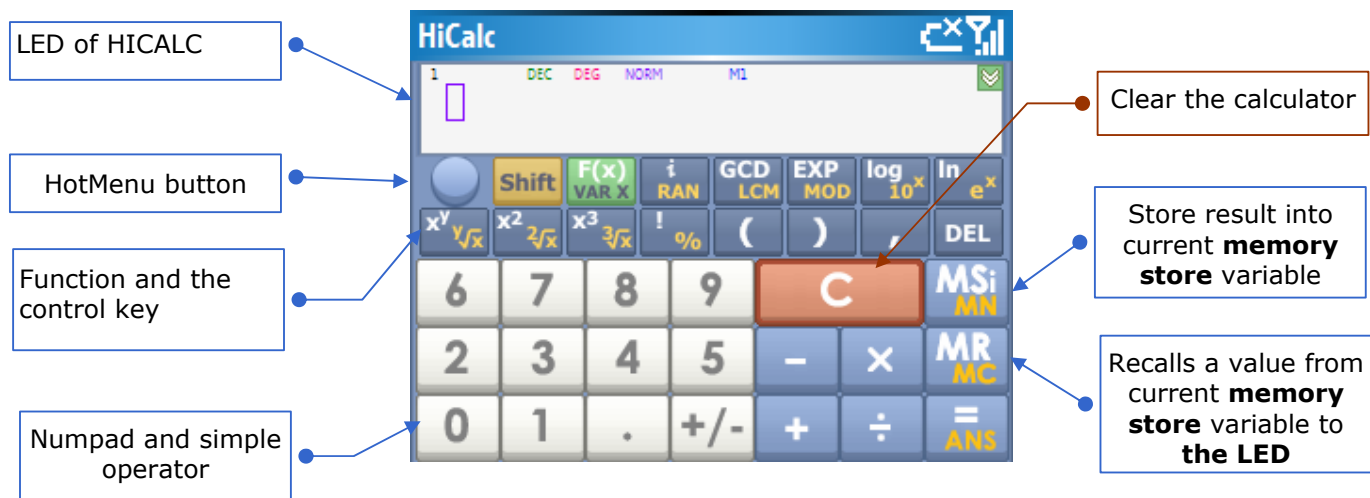 LED of HICALC
HotMenu button
Function and the
control key
Numpad and simple
operator
HiCalc
1 DEC DEG NORM M1
Shift F(x) VAR X i RAN GCD LCM EXP MOD log 10ˣ In eˣ
xʸ ʸ√x x² ²√x x³ ³√x ! % ( ) , DEL
6 7 8 9 C MSi MN
2 3 4 5 - × MR MC
0 1 . +/- + ÷ = ANS
Clear the calculator
Store result into
current memory
store variable
Recalls a value from
current memory
store variable to
the LED